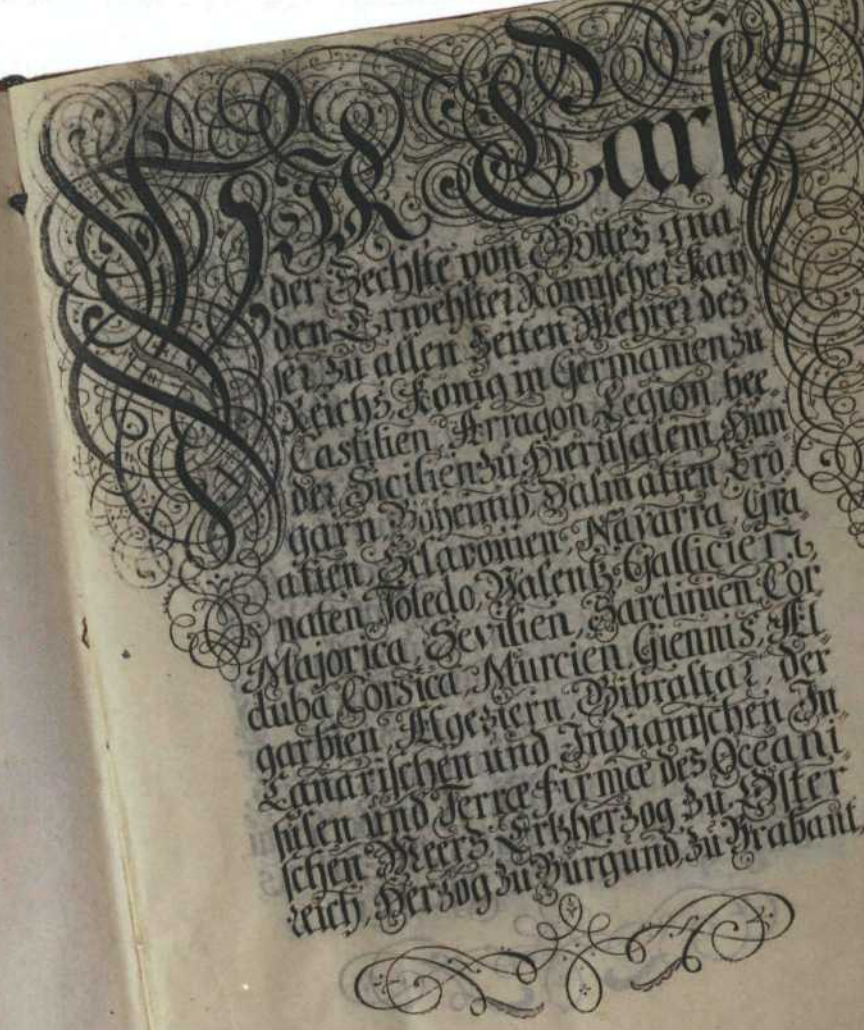 WIR Carl
der Sechste von Gottes gna
den Erwehlter Römischer Kay
ser zu allen Zeiten Mehrer des
Reichs, König in Germanien zu
Castilien, Arragon, Legion, bee
der Sicilien zu Hierusalem, Hun
garn, Böheimb, Dalmatien, Cro
atien, Sclavonien, Navarra, Gra
naten, Toledo, Valentz, Gallicien,
Majorica, Sevilien, Sardinien, Cor
duba, Corsica, Murcien, Giennis, Al
garbien, Algeziern, Gibraltar, der
Canarischen und Indianischen In
sulen und Terræ firmæ des Oceani
schen Meers, Ertzherzog zu Öster
reich, Herzog zu Burgund, zu Brabant,